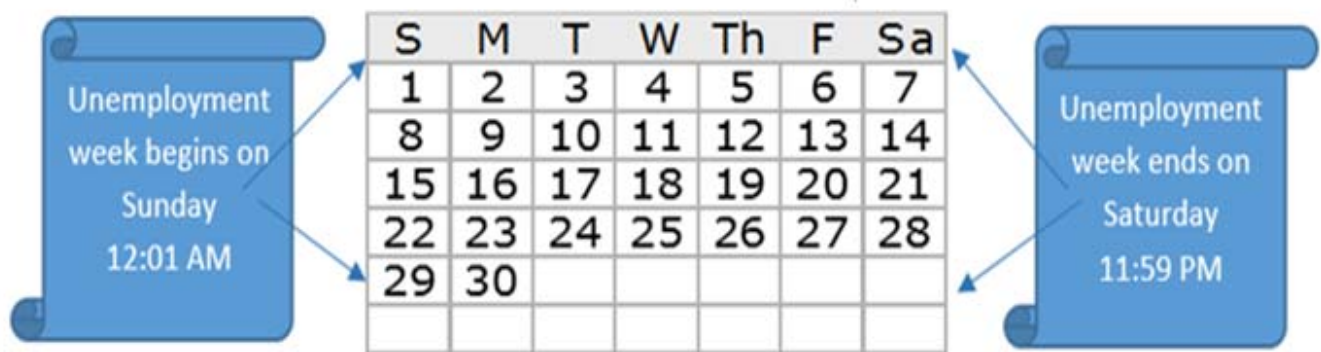 Unemployment
week begins on
Sunday
12:01 AM
S M T W Th F Sa
1 2 3 4 5 6 7
8 9 10 11 12 13 14
15 16 17 18 19 20 21
22 23 24 25 26 27 28
29 30
Unemployment
week ends on
Saturday
11:59 PM